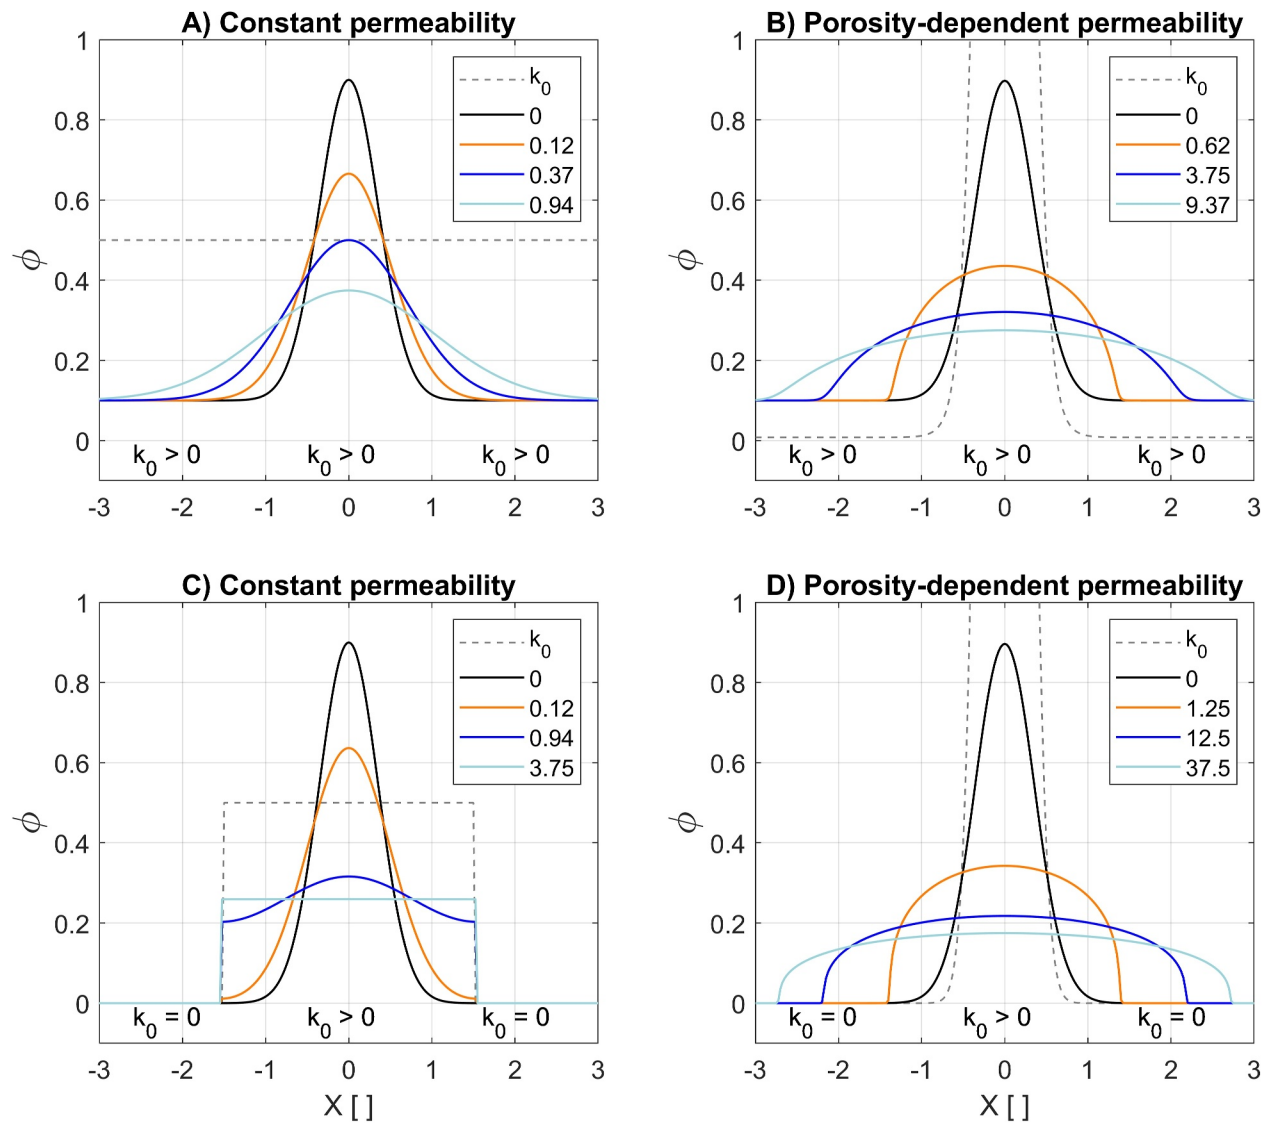 A) Constant permeability
1
0.8
0.6
0.4
0.2
0
ϕ
k0
0
0.12
0.37
0.94
k0 > 0
k0 > 0
k0 > 0
-3 -2 -1 0 1 2 3
B) Porosity-dependent permeability
1
0.8
0.6
0.4
0.2
0
ϕ
k0
0
0.62
3.75
9.37
k0 > 0
k0 > 0
k0 > 0
-3 -2 -1 0 1 2 3
C) Constant permeability
1
0.8
0.6
0.4
0.2
0
ϕ
k0
0
0.12
0.94
3.75
k0 = 0
k0 > 0
k0 = 0
-3 -2 -1 0 1 2 3
X [ ]
D) Porosity-dependent permeability
1
0.8
0.6
0.4
0.2
0
ϕ
k0
0
1.25
12.5
37.5
k0 = 0
k0 > 0
k0 = 0
-3 -2 -1 0 1 2 3
X [ ]